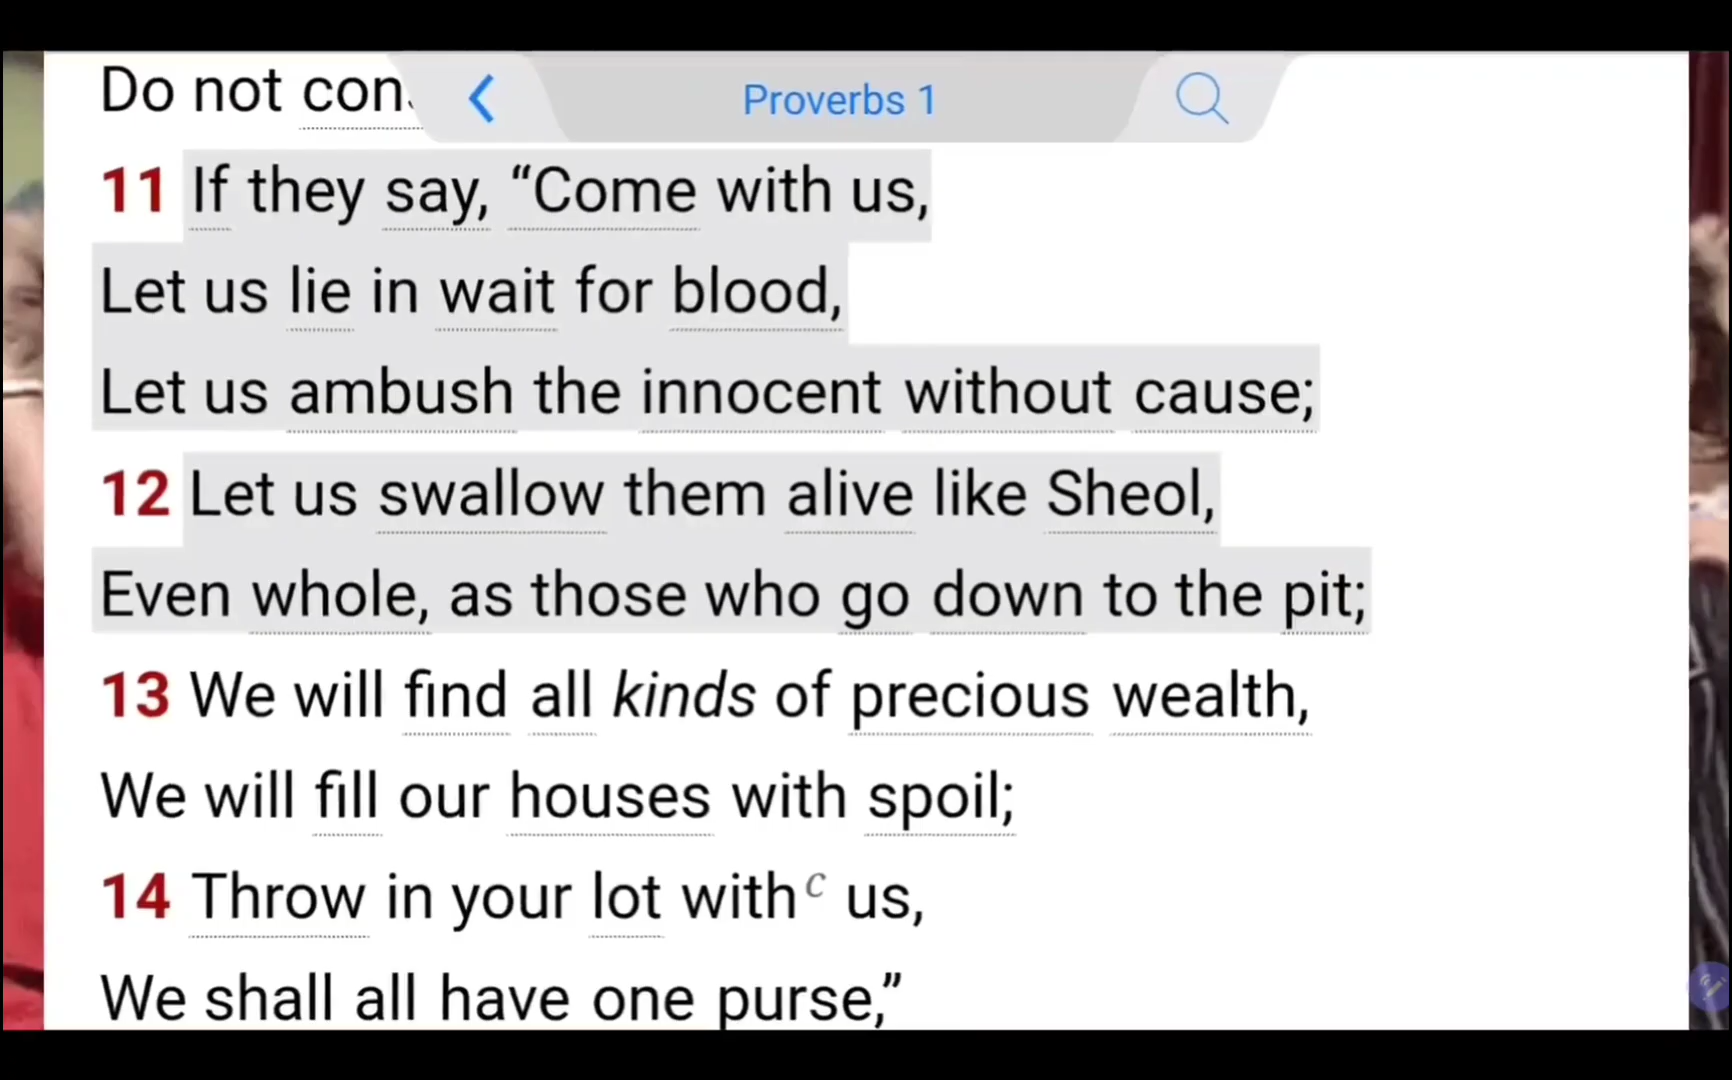 Proverbs 1
Do not
11 If they say, “Come with us,
Let us lie in wait for blood,
Let us ambush the innocent without cause;
12 Let us swallow them alive like Sheol,
Even whole, as those who go down to the pit;
13 We will find all kinds of precious wealth,
We will fill our houses with spoil;
14 Throw in your lot with c us,
We shall all have one purse,”